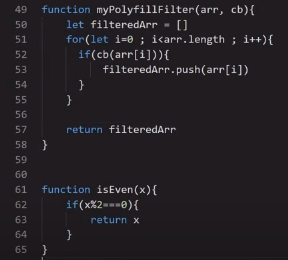 49 function myPolyfillFilter(arr, cb){
50     let filteredArr = []
51     for(let i=0 ; i<arr.length ; i++){
52       if(cb(arr[i])){
53           filteredArr.push(arr[i])
54       }
55     }
56
57     return filteredArr
58 }
59
60
61 function isEven(x){
62     if(x%2===0){
63         return x
64     }
65 }